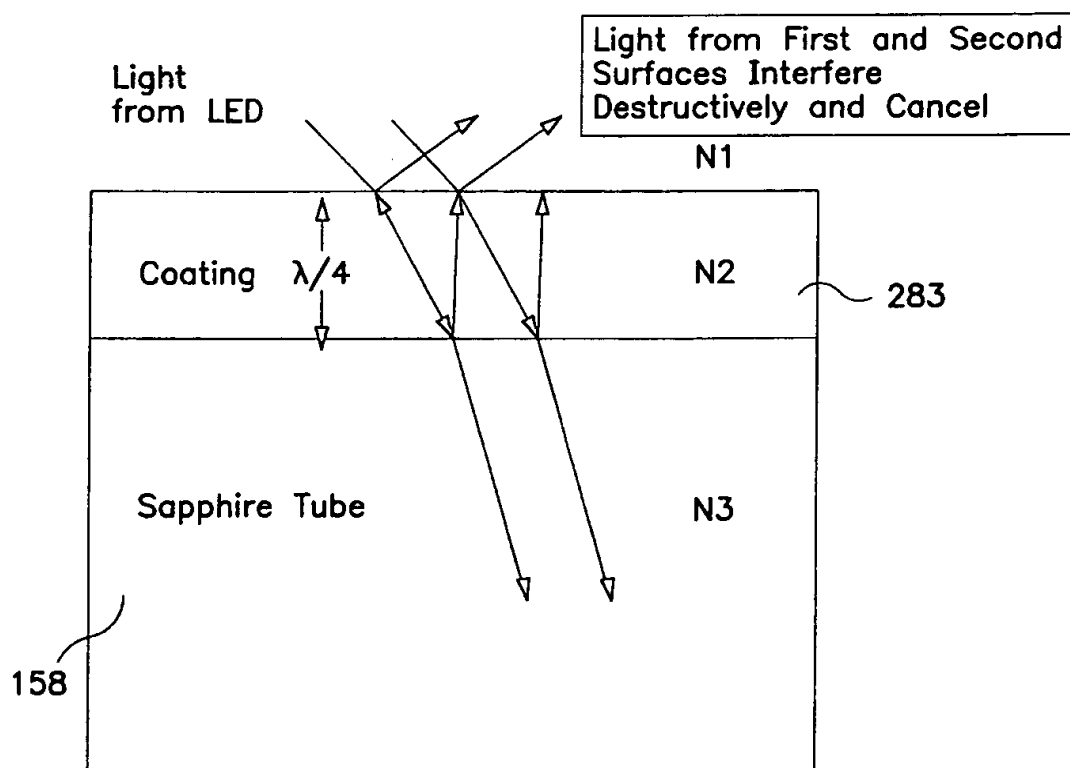 Light from First and Second
Surfaces Interfere
Destructively and Cancel
Light
from LED
N1
Coating λ/4
N2
283
Sapphire Tube
N3
158